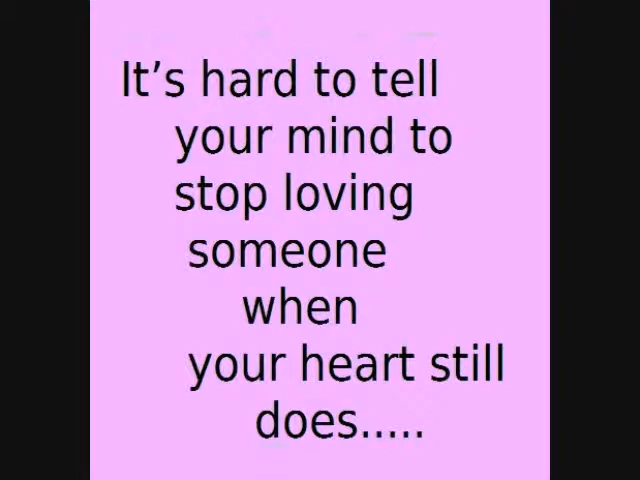 It’s hard to tell
your mind to
stop loving
someone
when
your heart still
does.....